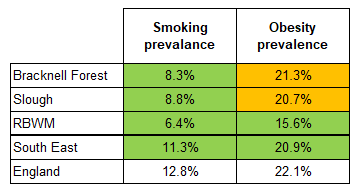 Smoking prevalance Obesity prevalence
Bracknell Forest 8.3% 21.3%
Slough 8.8% 20.7%
RBWM 6.4% 15.6%
South East 11.3% 20.9%
England 12.8% 22.1%